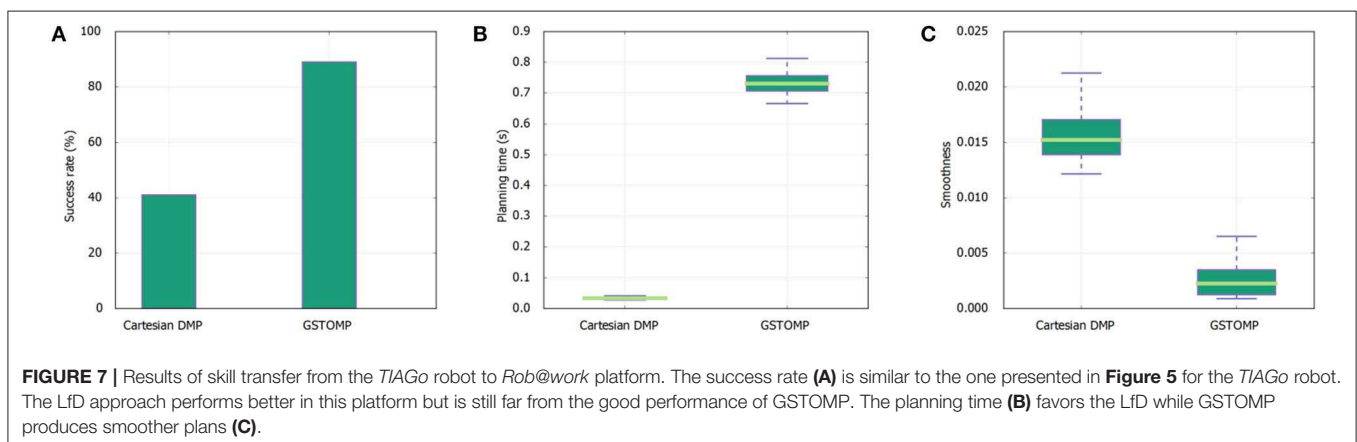 A
Success rate (%)
100
80
60
40
20
0
Cartesian DMP GSTOMP
B
Planning time (s)
0.9
0.8
0.7
0.6
0.5
0.4
0.3
0.2
0.1
0.0
Cartesian DMP GSTOMP
C
Smoothness
0.025
0.020
0.015
0.010
0.005
0.000
Cartesian DMP GSTOMP
FIGURE 7 | Results of skill transfer from the TIAGo robot to Rob@work platform. The success rate (A) is similar to the one presented in Figure 5 for the TIAGo robot.
The LfD approach performs better in this platform but is still far from the good performance of GSTOMP. The planning time (B) favors the LfD while GSTOMP
produces smoother plans (C).